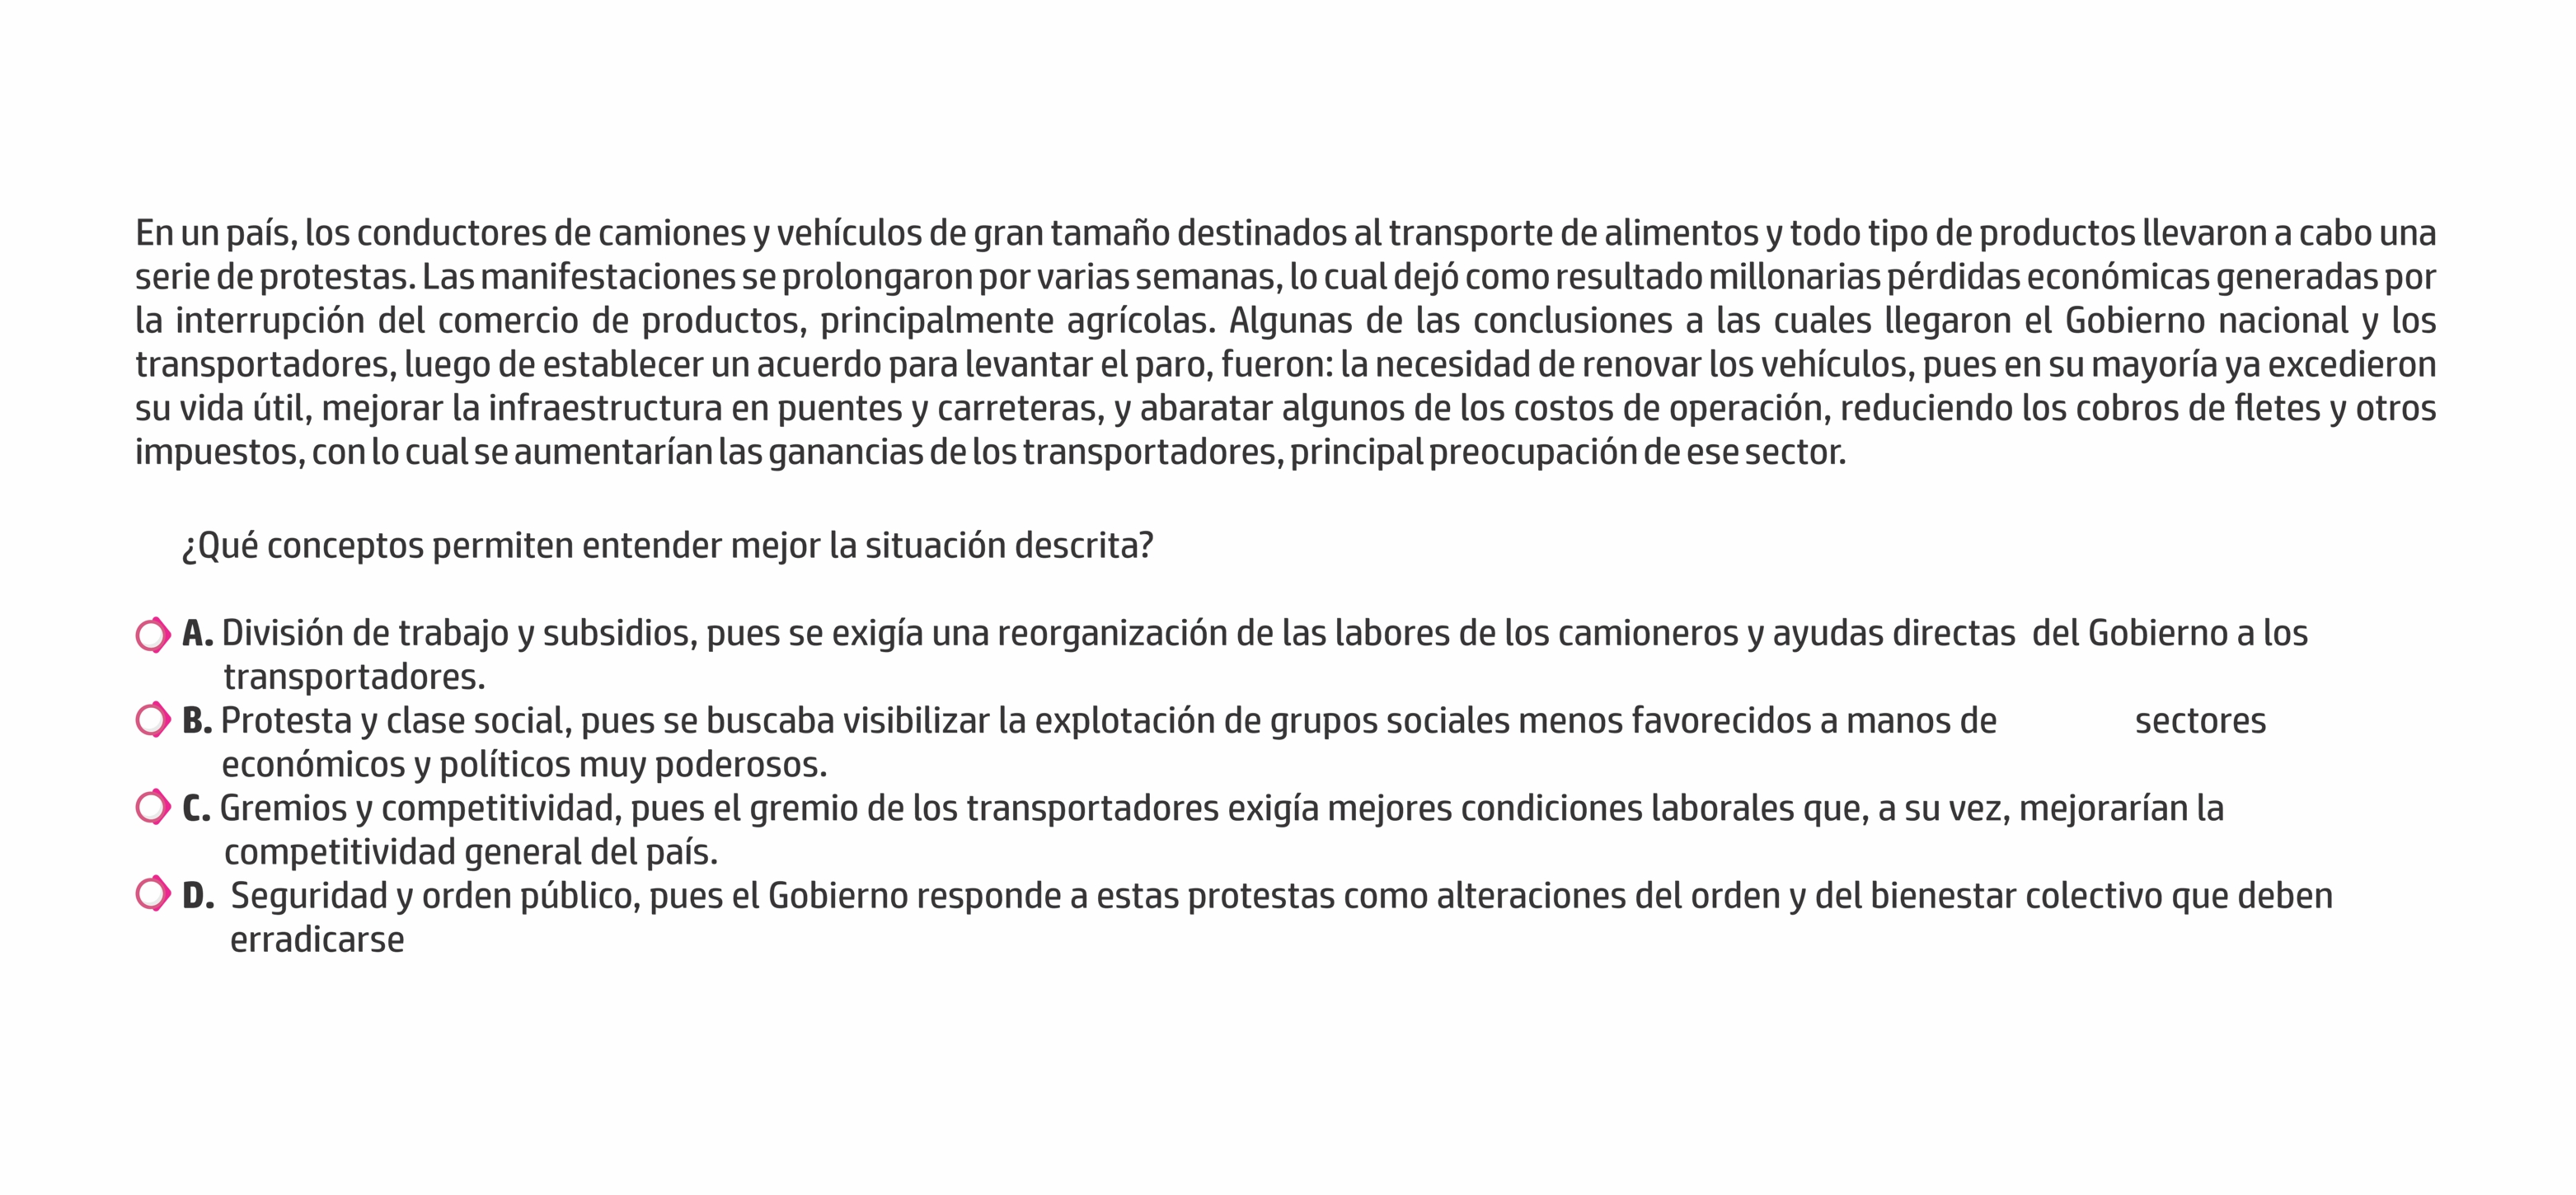 En un país, los conductores de camiones y vehículos de gran tamaño destinados al transporte de alimentos y todo tipo de productos llevaron a cabo una
serie de protestas. Las manifestaciones se prolongaron por varias semanas, lo cual dejó como resultado millonarias pérdidas económicas generadas por
la interrupción del comercio de productos, principalmente agrícolas. Algunas de las conclusiones a las cuales llegaron el Gobierno nacional y los
transportadores, luego de establecer un acuerdo para levantar el paro, fueron: la necesidad de renovar los vehículos, pues en su mayoría ya excedieron
su vida útil, mejorar la infraestructura en puentes y carreteras, y abaratar algunos de los costos de operación, reduciendo los cobros de fletes y otros
impuestos, con lo cual se aumentarían las ganancias de los transportadores, principal preocupación de ese sector.
¿Qué conceptos permiten entender mejor la situación descrita?
A. División de trabajo y subsidios, pues se exigía una reorganización de las labores de los camioneros y ayudas directas del Gobierno a los
transportadores.
B. Protesta y clase social, pues se buscaba visibilizar la explotación de grupos sociales menos favorecidos a manos de sectores
económicos y políticos muy poderosos.
C. Gremios y competitividad, pues el gremio de los transportadores exigía mejores condiciones laborales que, a su vez, mejorarían la
competitividad general del país.
D. Seguridad y orden público, pues el Gobierno responde a estas protestas como alteraciones del orden y del bienestar colectivo que deben
erradicarse